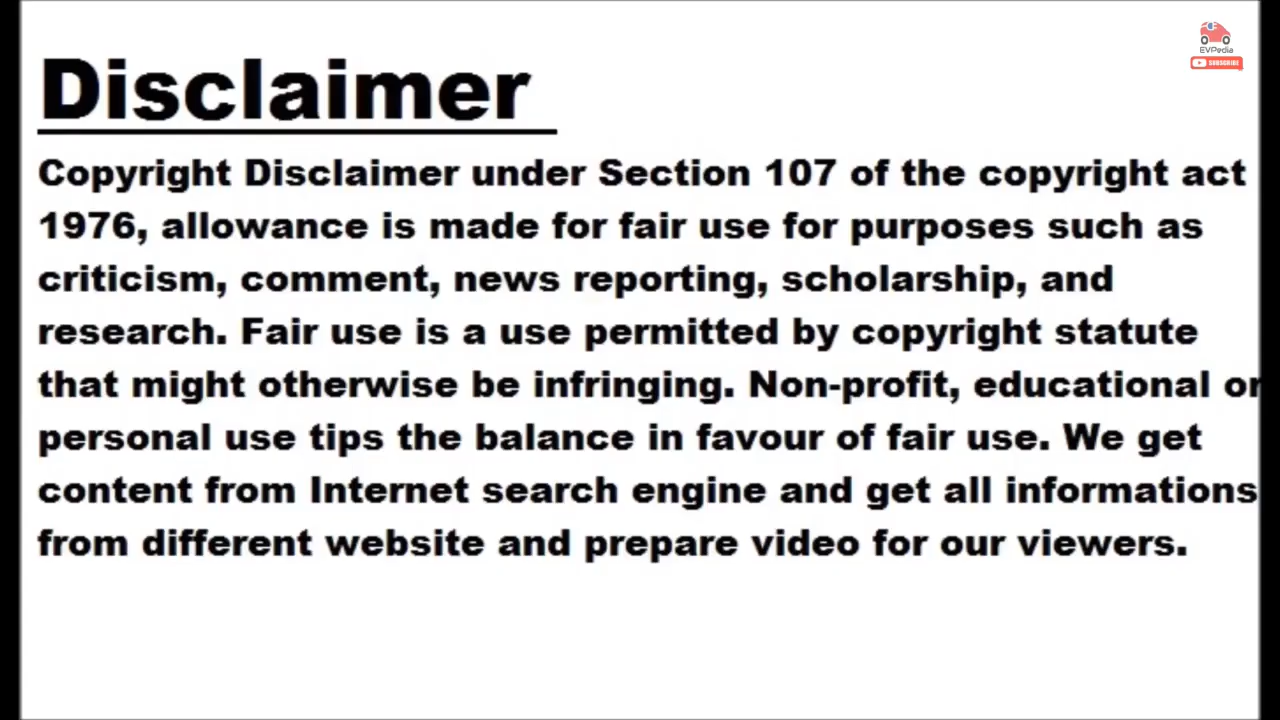 EVPedia
SUBSCRIBE
Disclaimer
Copyright Disclaimer under Section 107 of the copyright act
1976, allowance is made for fair use for purposes such as
criticism, comment, news reporting, scholarship, and
research. Fair use is a use permitted by copyright statute
that might otherwise be infringing. Non-profit, educational or
personal use tips the balance in favour of fair use. We get
content from Internet search engine and get all informations
from different website and prepare video for our viewers.